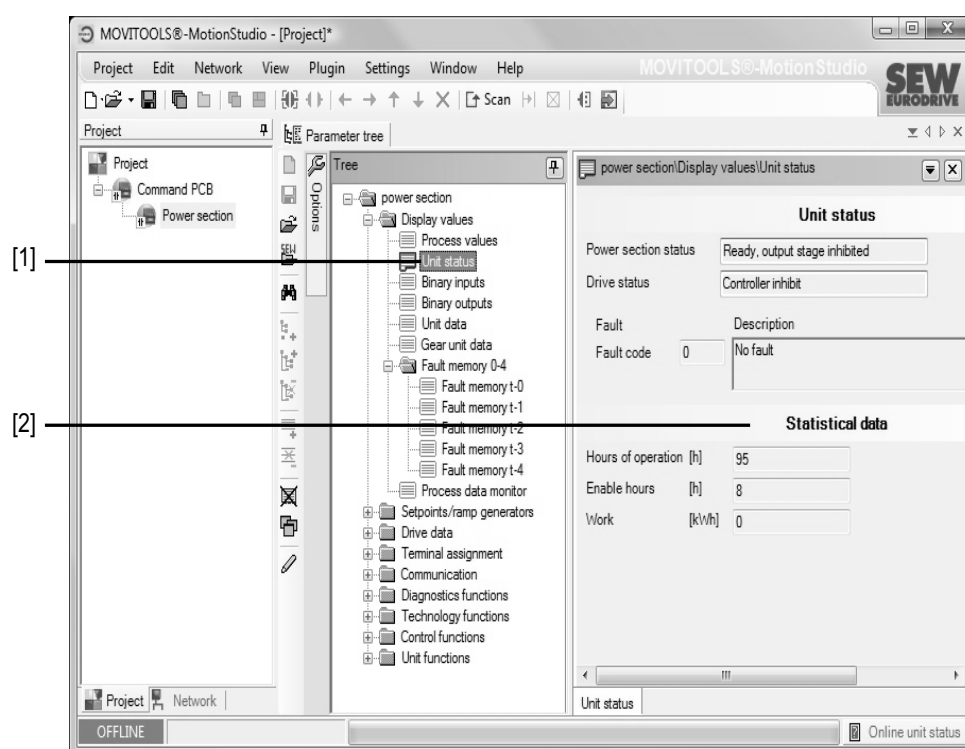 MOVITOOLS®-MotionStudio - [Project]*
Project Edit Network View Plugin Settings Window Help
MOVITOOLS®-MotionStudio
SEW
EURODRIVE
Scan
Project
Parameter tree
Project
Command PCB
Power section
SEW
Options
Tree
power section
Display values
Process values
[1]
Unit status
Binary inputs
Binary outputs
Unit data
Gear unit data
Fault memory 0-4
Fault memory t-0
Fault memory t-1
[2]
Fault memory t-2
Fault memory t-3
Fault memory t-4
Process data monitor
Setpoints/ramp generators
Drive data
Terminal assignment
Communication
Diagnostics functions
Technology functions
Control functions
Unit functions
power section\Display values\Unit status
Unit status
Power section status Ready, output stage inhibited
Drive status Controller inhibit
Fault Description
Fault code 0 No fault
Statistical data
Hours of operation [h] 95
Enable hours [h] 8
Work [kWh] 0
Project Network
Unit status
OFFLINE
Online unit status